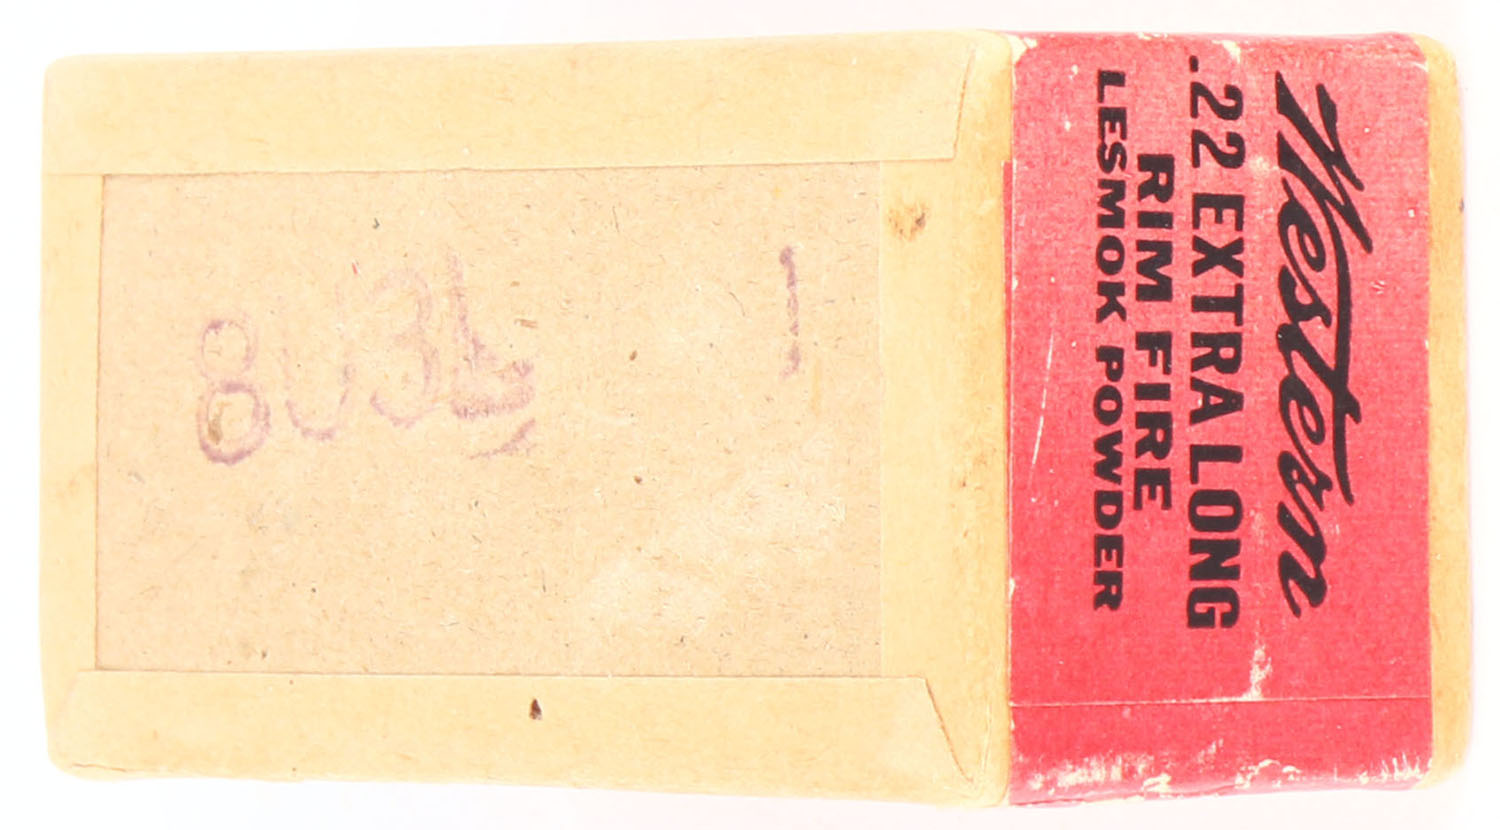 Western
.22 EXTRA LONG
RIM FIRE
LESMOK POWDER